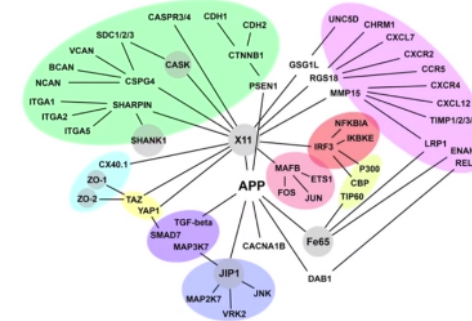 CASPR3/4
CDH1
UNC5D
CDH2
CHRM1
SDC1/2/3
CXCL7
VCAN
CTNNB1
GSG1L
CXCR2
BCAN
CASK
RGS18
CCR5
NCAN
CSPG4
PSEN1
CXCR4
MMP15
ITGA1
SHARPIN
CXCL12
ITGA2
NFKBIA
TIMP1/2/3/
ITGA5
SHANK1
X11
IKBKE
IRF3
LRP1
CX40.1
MAFB
P300
ENAH
ZO-1
ETS1
CBP
REL
ZO-2
TAZ
APP
FOS
JUN
TIP60
YAP1
TGF-beta
SMAD7
MAP3K7
CACNA1B
Fe65
JIP1
DAB1
MAP2K7
JNK
VRK2